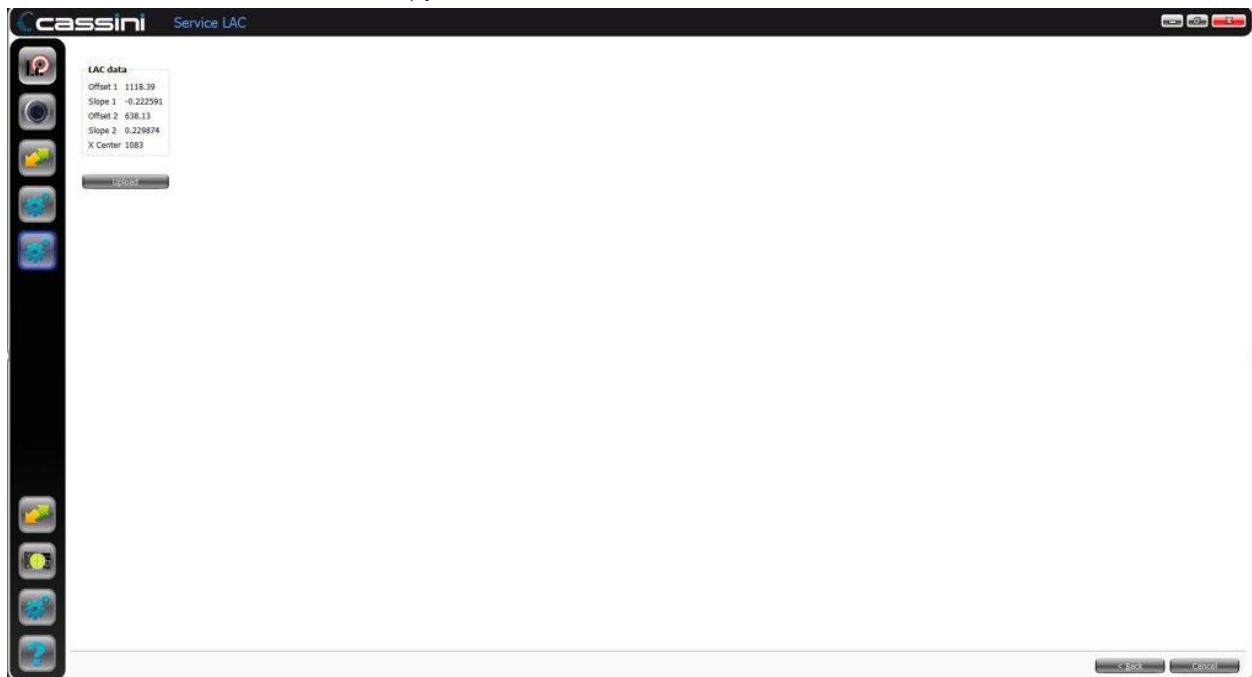 cassini Service LAC
LAC data
Offset 1 1118.39
Slope 1 -0.222591
Offset 2 638.13
Slope 2 0.229874
X Center 1083
Upload
< Back Cancel